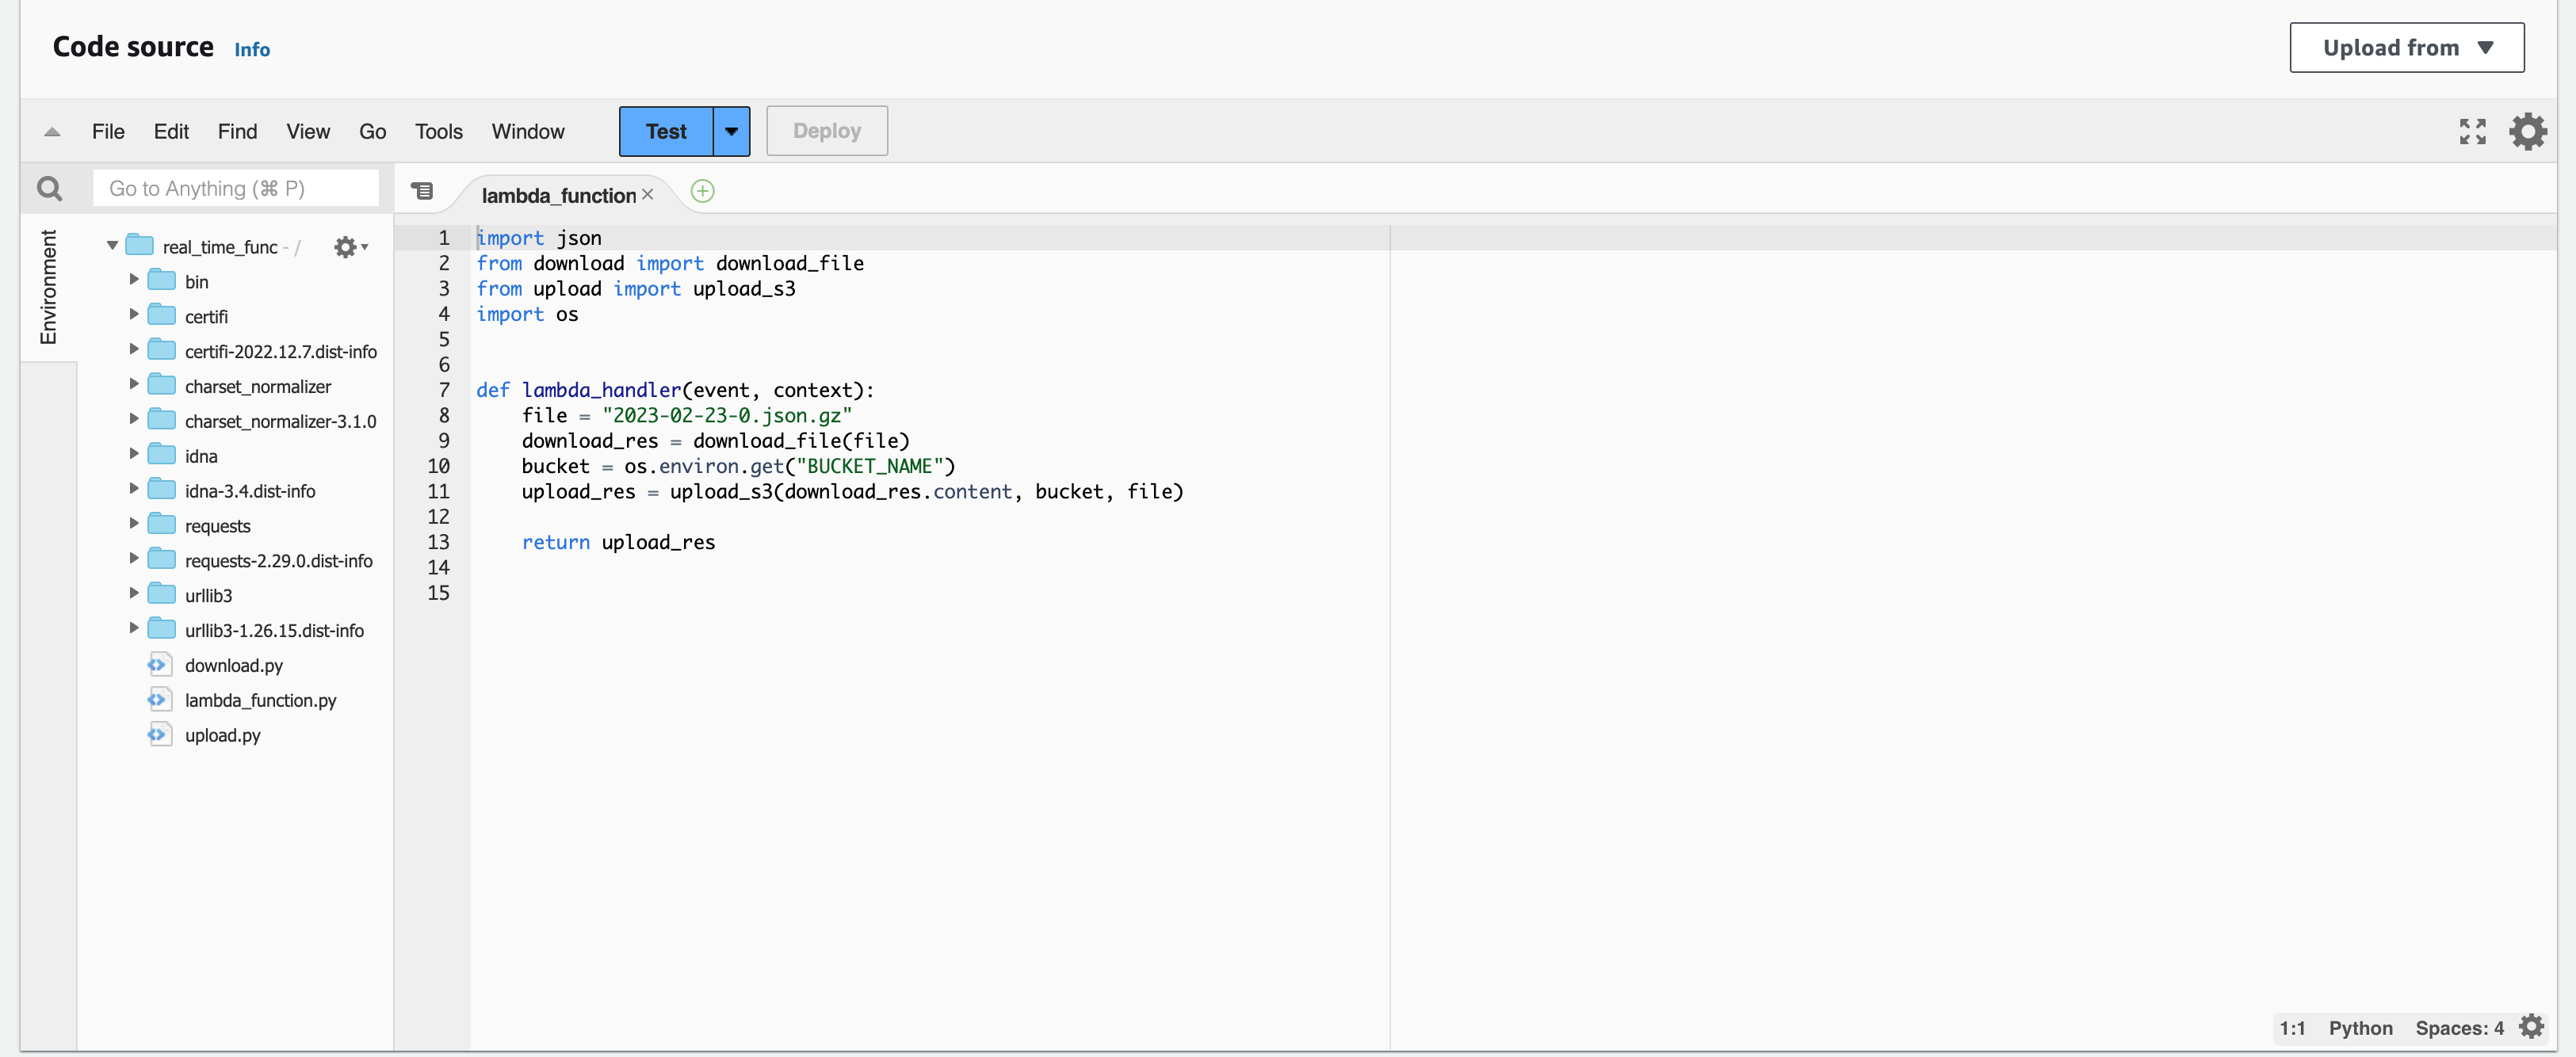 Code source Info
Upload from
File Edit Find View Go Tools Window Test Deploy
Go to Anything (⌘ P)
lambda_function
Environment
real_time_func - /
bin
certifi
certifi-2022.12.7.dist-info
charset_normalizer
charset_normalizer-3.1.0
idna
idna-3.4.dist-info
requests
requests-2.29.0.dist-info
urllib3
urllib3-1.26.15.dist-info
download.py
lambda_function.py
upload.py
1 import json
2 from download import download_file
3 from upload import upload_s3
4 import os
5
6
7 def lambda_handler(event, context):
8     file = "2023-02-23-0.json.gz"
9     download_res = download_file(file)
10     bucket = os.environ.get("BUCKET_NAME")
11     upload_res = upload_s3(download_res.content, bucket, file)
12
13     return upload_res
14
15
1:1 Python Spaces: 4